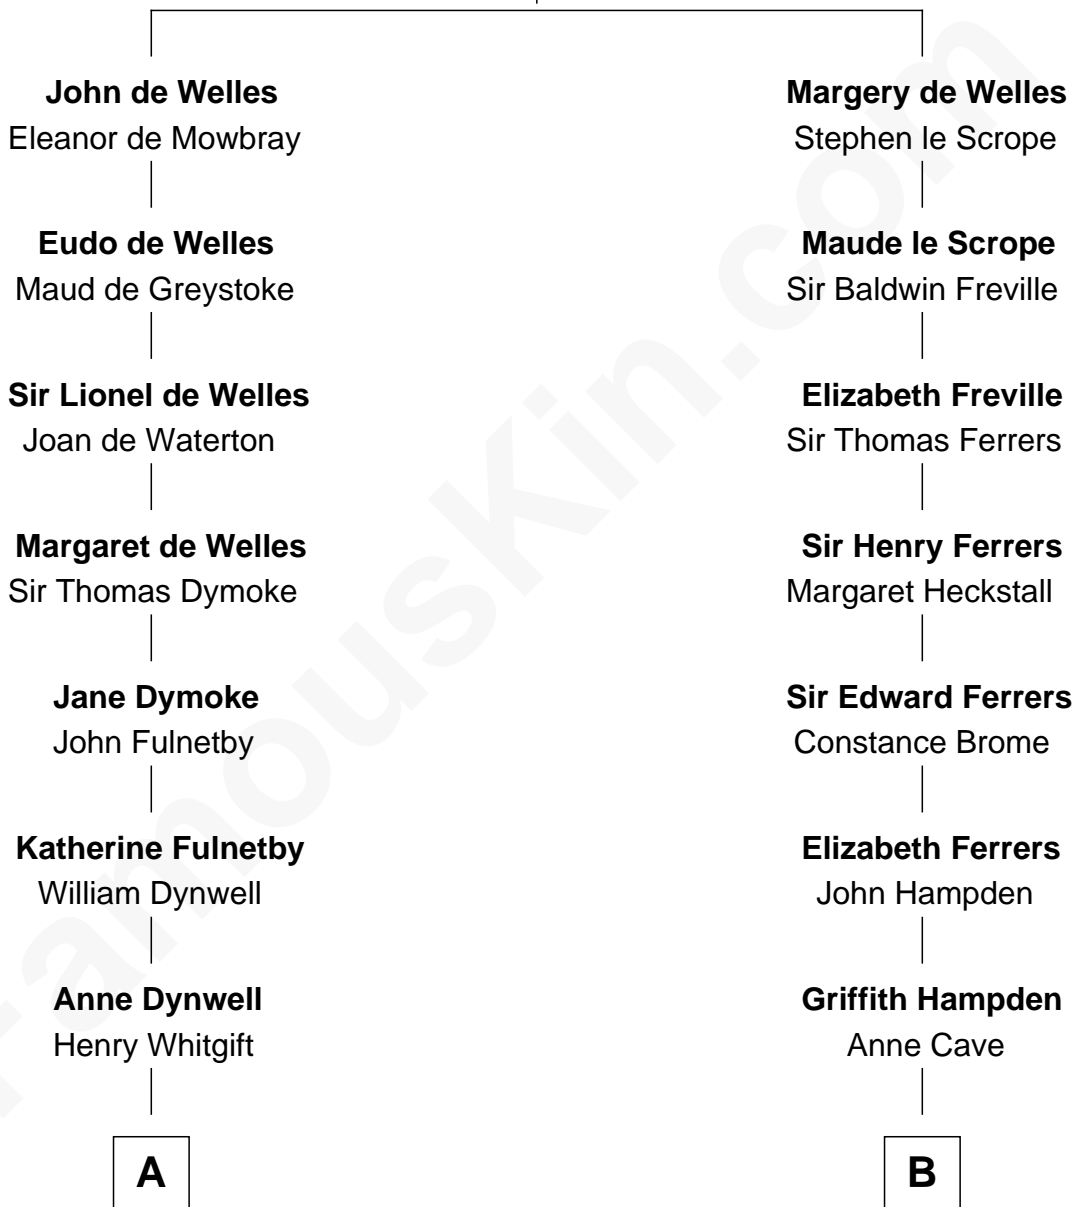 John de Welles
Eleanor de Mowbray
Eudo de Welles
Maud de Greystoke
Sir Lionel de Welles
Joan de Waterton
Margaret de Welles
Sir Thomas Dymoke
Jane Dymoke
John Fulnetby
Katherine Fulnetby
William Dynwell
Anne Dynwell
Henry Whitgift
A
Margery de Welles
Stephen le Scrope
Maude le Scrope
Sir Baldwin Freville
Elizabeth Freville
Sir Thomas Ferrers
Sir Henry Ferrers
Margaret Heckstall
Sir Edward Ferrers
Constance Brome
Elizabeth Ferrers
John Hampden
Griffith Hampden
Anne Cave
B
FamousKin.com